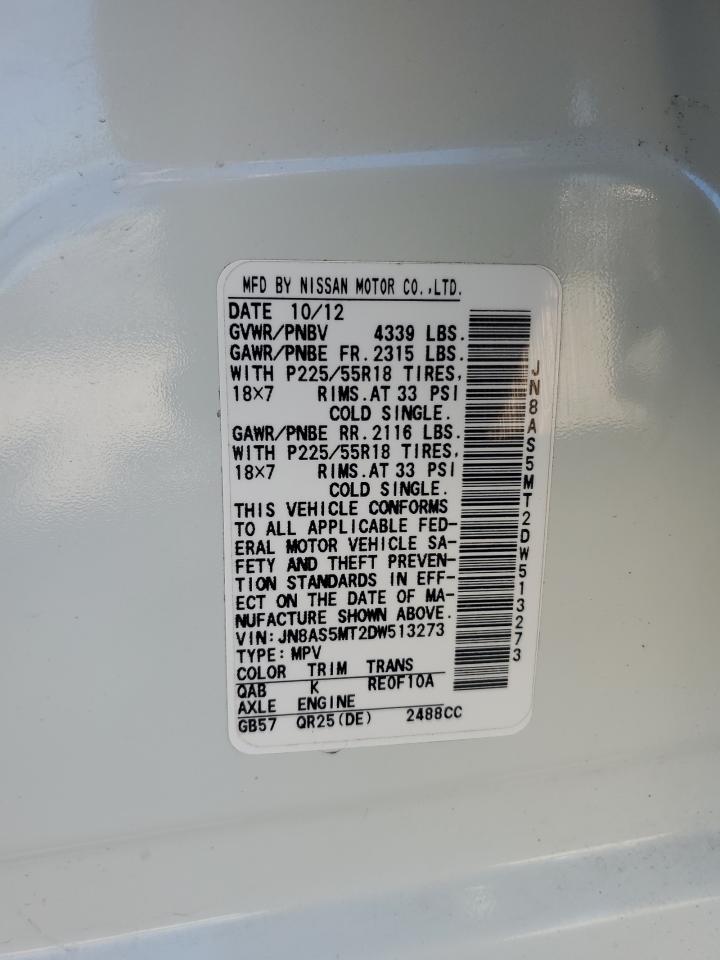 MFD BY NISSAN MOTOR CO.,LTD.
DATE 10/12
GVWR/PNBV 4339 LBS.
GAWR/PNBE FR.2315 LBS.
WITH P225/55R18 TIRES,
18×7 RIMS.AT 33 PSI
COLD SINGLE.
GAWR/PNBE RR.2116 LBS.
WITH P225/55R18 TIRES,
18×7 RIMS.AT 33 PSI
COLD SINGLE.
THIS VEHICLE CONFORMS
TO ALL APPLICABLE FED-
ERAL MOTOR VEHICLE SA-
FETY AND THEFT PREVEN-
TION STANDARDS IN EFF-
ECT ON THE DATE OF MA-
NUFACTURE SHOWN ABOVE.
VIN:JN8AS5MT2DW513273
TYPE:MPV
COLOR TRIM TRANS
QAB K RE0F10A
AXLE ENGINE
GB57 QR25(DE) 2488CC
JN8AS5MT2DW513273